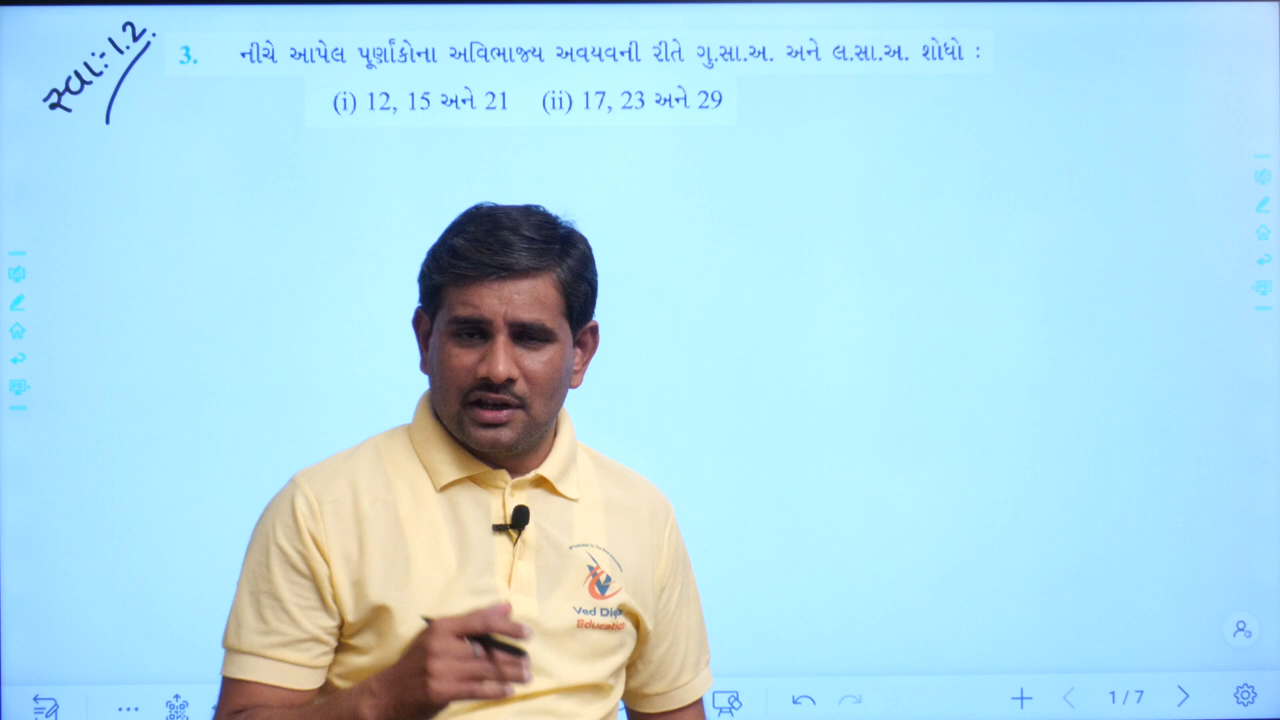 સ્વાઃ-1.2.
3. નીચે આપેલ પૂર્ણાંકોના અવિભાજ્ય અવયવની રીતે ગુ.સા.અ. અને લ.સા.અ. શોધો :
(i) 12, 15 અને 21 (ii) 17, 23 અને 29
Ved Digi
Education
1/7